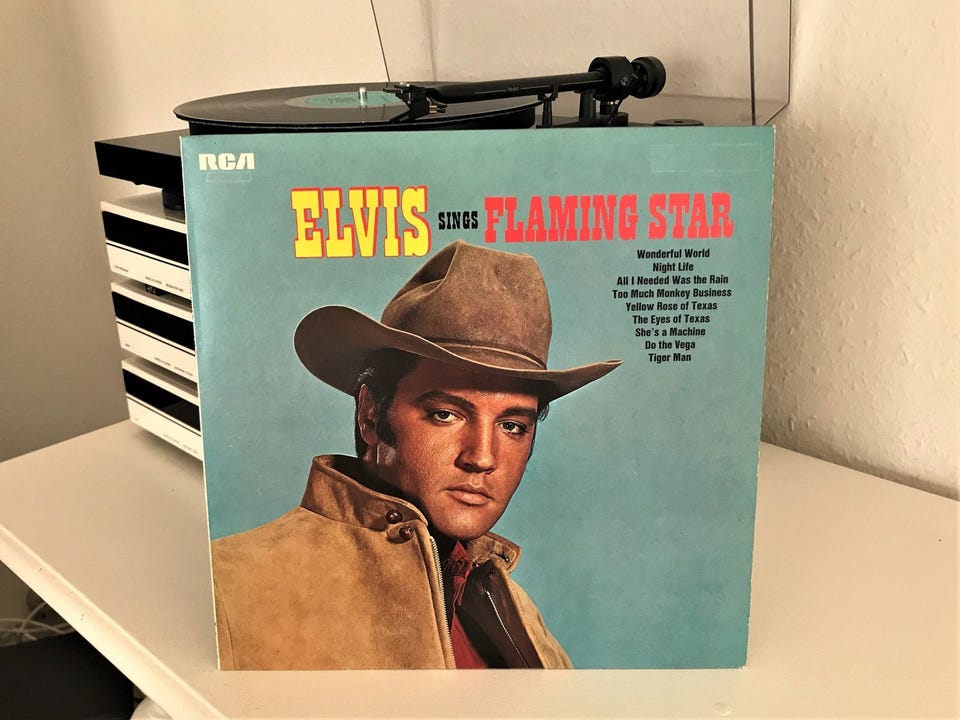 RCA
ELVIS SINGS FLAMING STAR
Wonderful World
Night Life
All I Needed Was the Rain
Too Much Monkey Business
Yellow Rose of Texas
The Eyes of Texas
She's a Machine
Do the Vega
Tiger Man